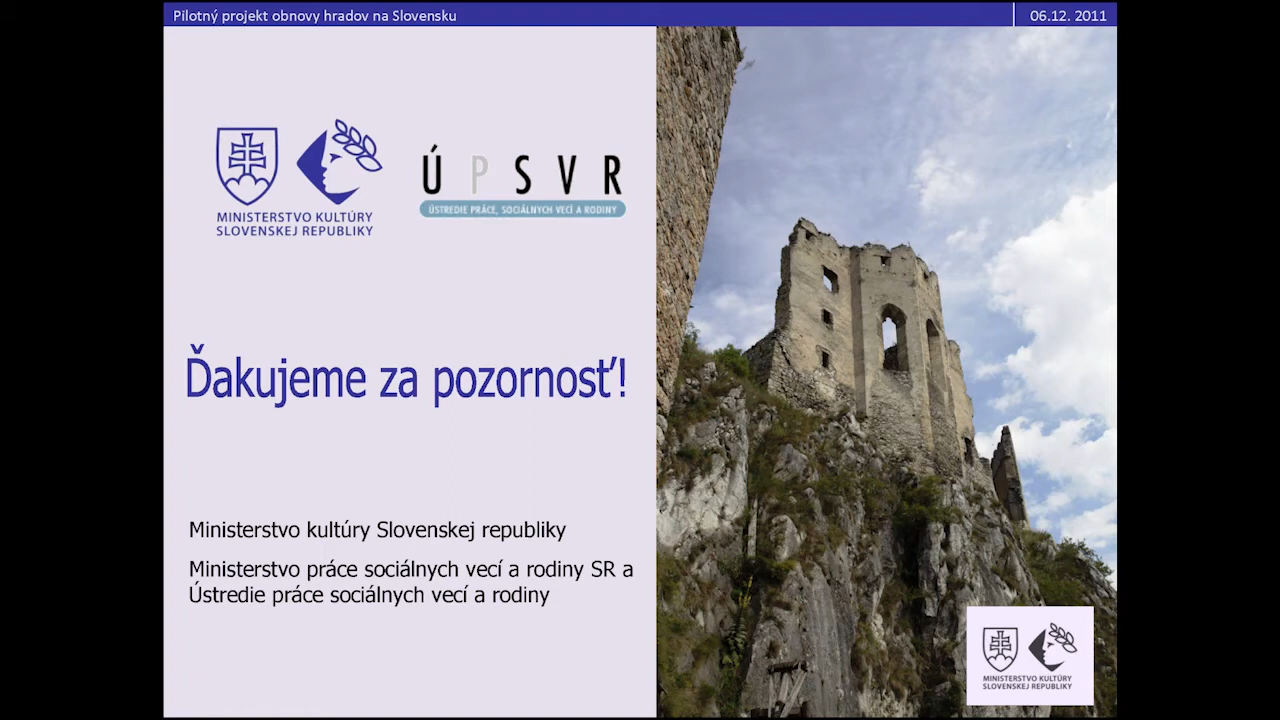 Pilotný projekt obnovy hradov na Slovensku
06.12. 2011
MINISTERSTVO KULTÚRY
SLOVENSKEJ REPUBLIKY
ÚPSVR
ÚSTREDIE PRÁCE, SOCIÁLNYCH VECÍ A RODINY
Ďakujeme za pozornosť!
Ministerstvo kultúry Slovenskej republiky
Ministerstvo práce sociálnych vecí a rodiny SR a
Ústredie práce sociálnych vecí a rodiny
MINISTERSTVO KULTÚRY
SLOVENSKEJ REPUBLIKY